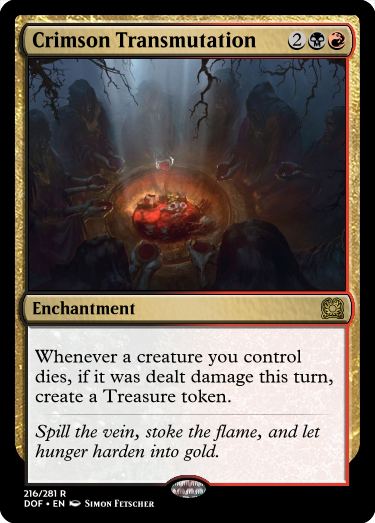 Crimson Transmutation 2
Enchantment
Whenever a creature you control
dies, if it was dealt damage this turn,
create a Treasure token.
Spill the vein, stoke the flame, and let
hunger harden into gold.
216/281 R
DOF • EN Simon Fetscher